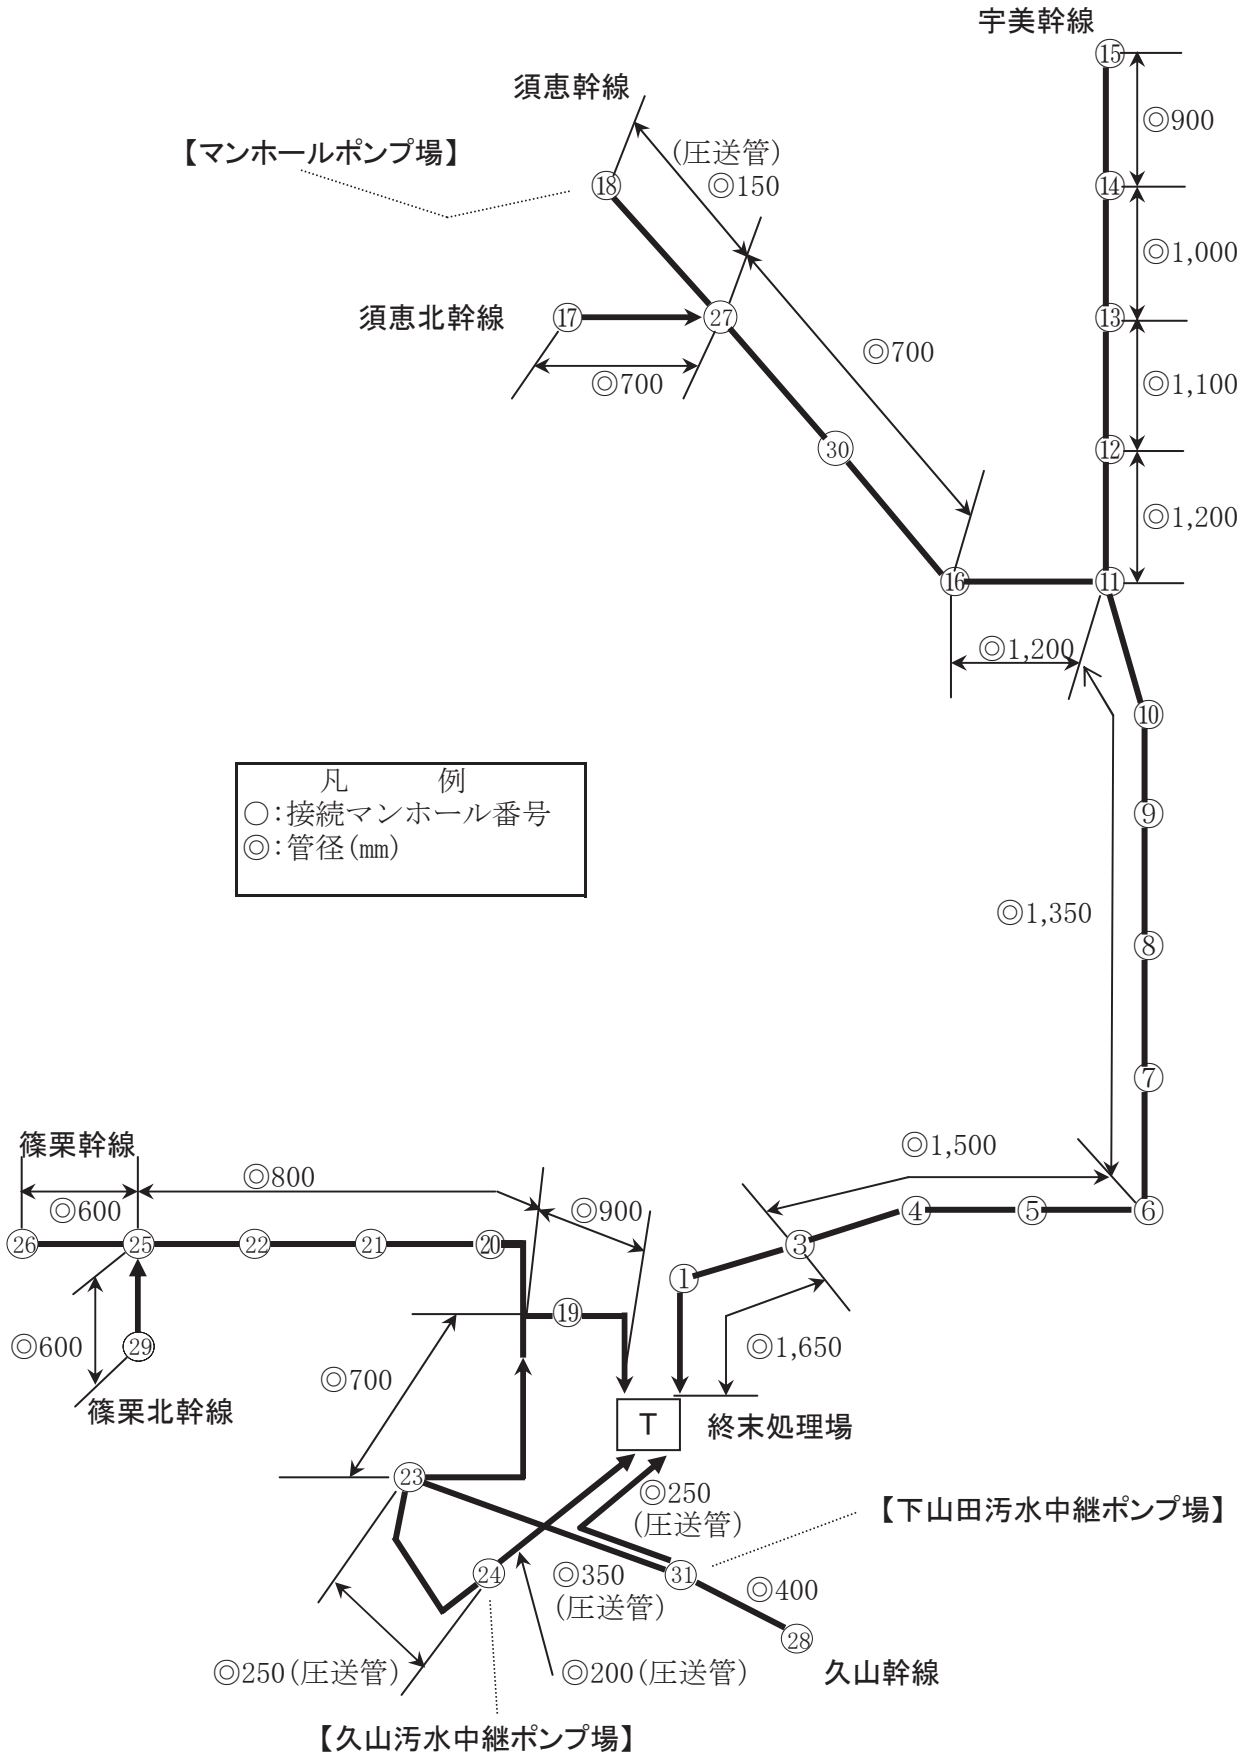 宇美幹線
⑮
須恵幹線
◎900
【マンホールポンプ場】
(圧送管)
⑱
◎150
⑭
◎1,000
須恵北幹線
⑰
㉗
⑬
◎700
◎700
◎1,100
㉚
⑫
◎1,200
⑯
⑪
◎1,200
⑩
凡 例
○:接続マンホール番号
◎:管径(㎜)
⑨
◎1,350
⑧
⑦
篠栗幹線
◎1,500
◎800
◎600
◎900
④
⑤
⑥
㉖
㉕
㉒
㉑
⑳
③
①
⑲
◎600
㉙
◎1,650
◎700
篠栗北幹線
T
終末処理場
㉓
◎250
(圧送管)
【下山田汚水中継ポンプ場】
㉔
◎350
(圧送管)
㉛
◎400
㉘
◎250(圧送管)
◎200(圧送管)
久山幹線
【久山汚水中継ポンプ場】